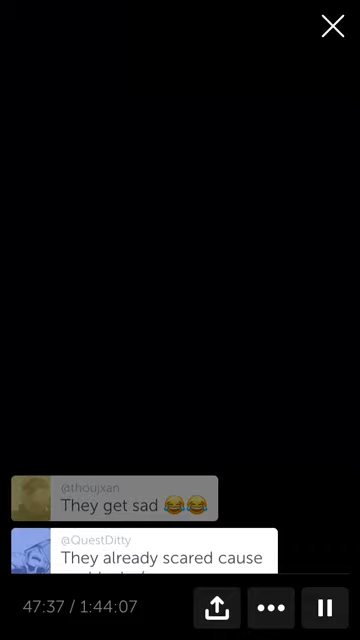 @thoujxan
They get sad 😂😂
@QuestDitty
They already scared cause
47:37 / 1:44:07